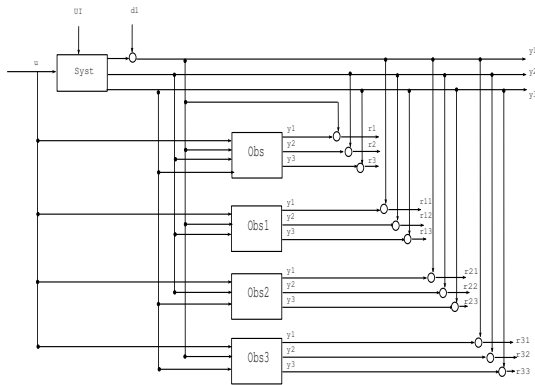 UI
d1
y1
u
Syst
y2
y3
y1
r1
Obs
y2
r2
y3
r3
y1
r11
Obs1
y2
r12
y3
r13
y1
r21
Obs2
y2
r22
y3
r23
y1
r31
Obs3
y2
r32
y3
r33